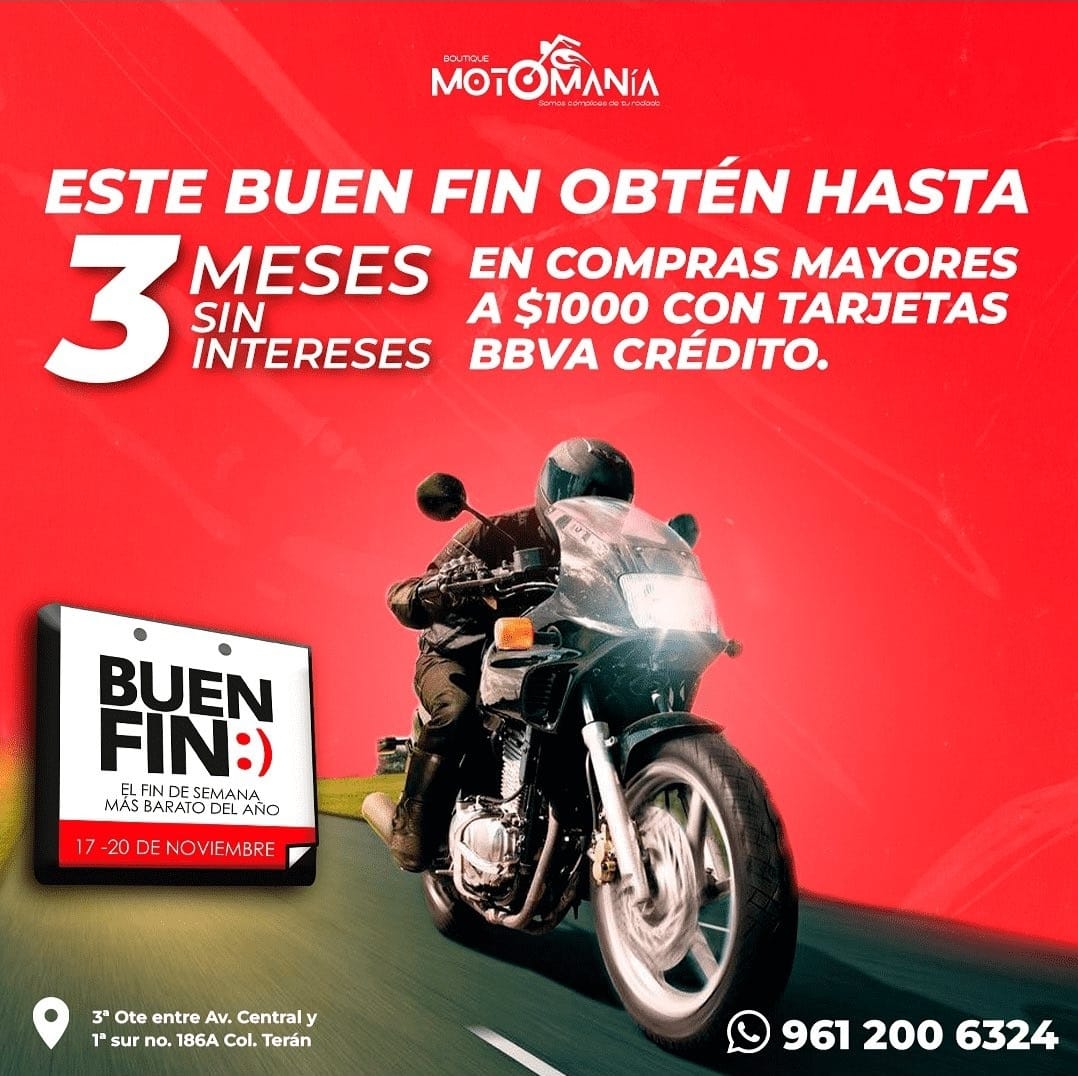 BOUTIQUE
MOTOMANÍA
Somos cómplices de tu rodada
ESTE BUEN FIN OBTÉN HASTA
3 MESES
SIN
INTERESES
EN COMPRAS MAYORES
A $1000 CON TARJETAS
BBVA CRÉDITO.
BUEN
FIN:)
EL FIN DE SEMANA
MÁS BARATO DEL AÑO
17 -20 DE NOVIEMBRE
3ª Ote entre Av. Central y
1ª sur no. 186A Col. Terán
961 200 6324